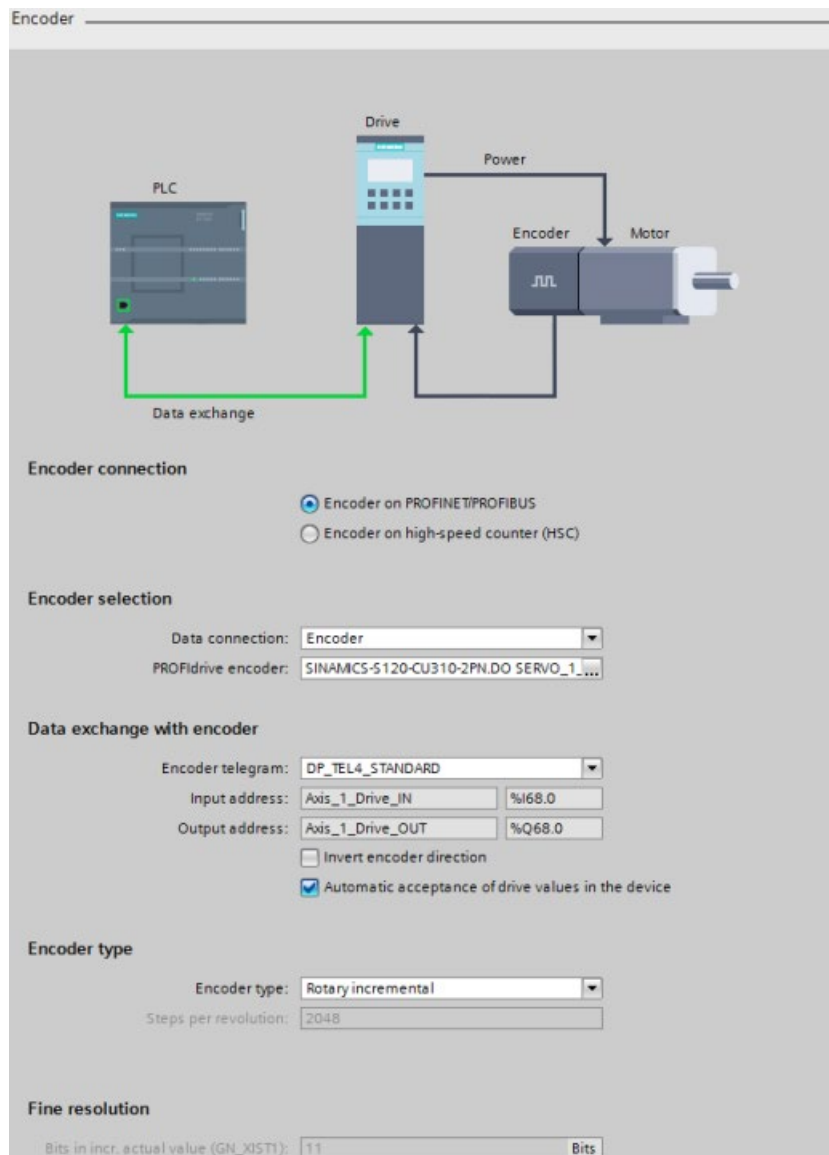 Encoder
Drive
Power
PLC
SIEMENS
SIEMENS
Encoder
Motor
Data exchange
Encoder connection
Encoder on PROFINET/PROFIBUS
Encoder on high-speed counter (HSC)
Encoder selection
Data connection: Encoder
PROFIdrive encoder: SINAMICS-S120-CU310-2PN.DO SERVO_1_ ...
Data exchange with encoder
Encoder telegram: DP_TEL4_STANDARD
Input address: Axis_1_Drive_IN %I68.0
Output address: Axis_1_Drive_OUT %Q68.0
Invert encoder direction
Automatic acceptance of drive values in the device
Encoder type
Encoder type: Rotary incremental
Steps per revolution: 2048
Fine resolution
Bits in incr. actual value (GN_XIST1): 11 Bits